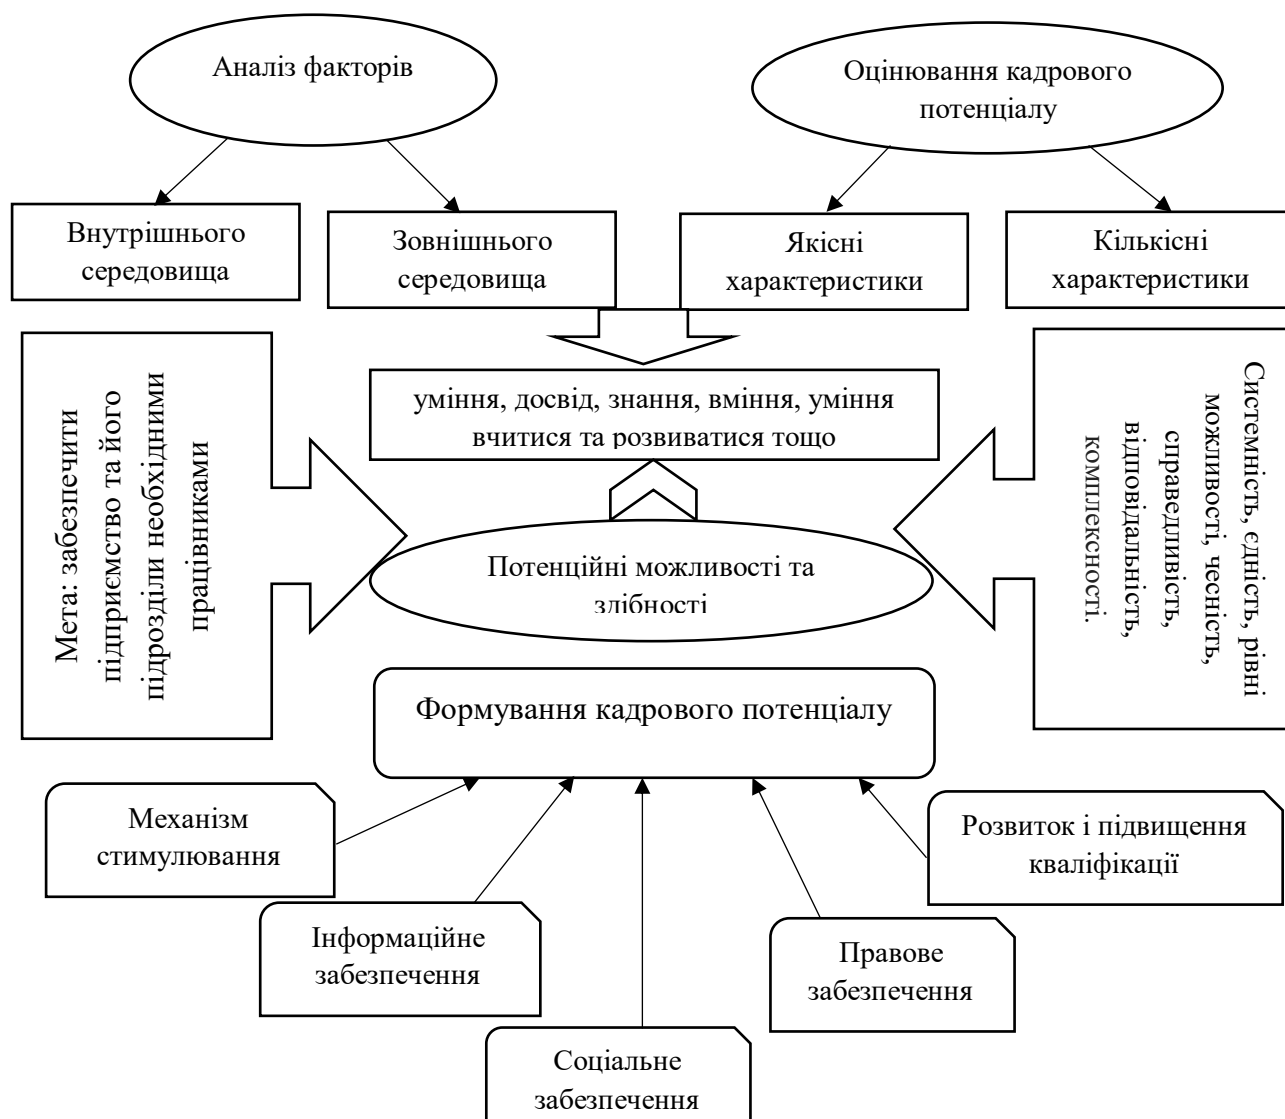 Аналіз факторів
Оцінювання кадрового
потенціалу
Внутрішнього
середовища
Зовнішнього
середовища
Якісні
характеристики
Кількісні
характеристики
Мета: забезпечити
підприємство та його
підрозділи необхідними
працівниками
уміння, досвід, знання, вміння, уміння
вчитися та розвиватися тощо
Системність, єдність, рівні
можливості, чесність,
справедливість,
відповідальність,
комплексності.
Потенційні можливості та
здібності
Формування кадрового потенціалу
Механізм
стимулювання
Розвиток і підвищення
кваліфікації
Інформаційне
забезпечення
Правове
забезпечення
Соціальне
забезпечення